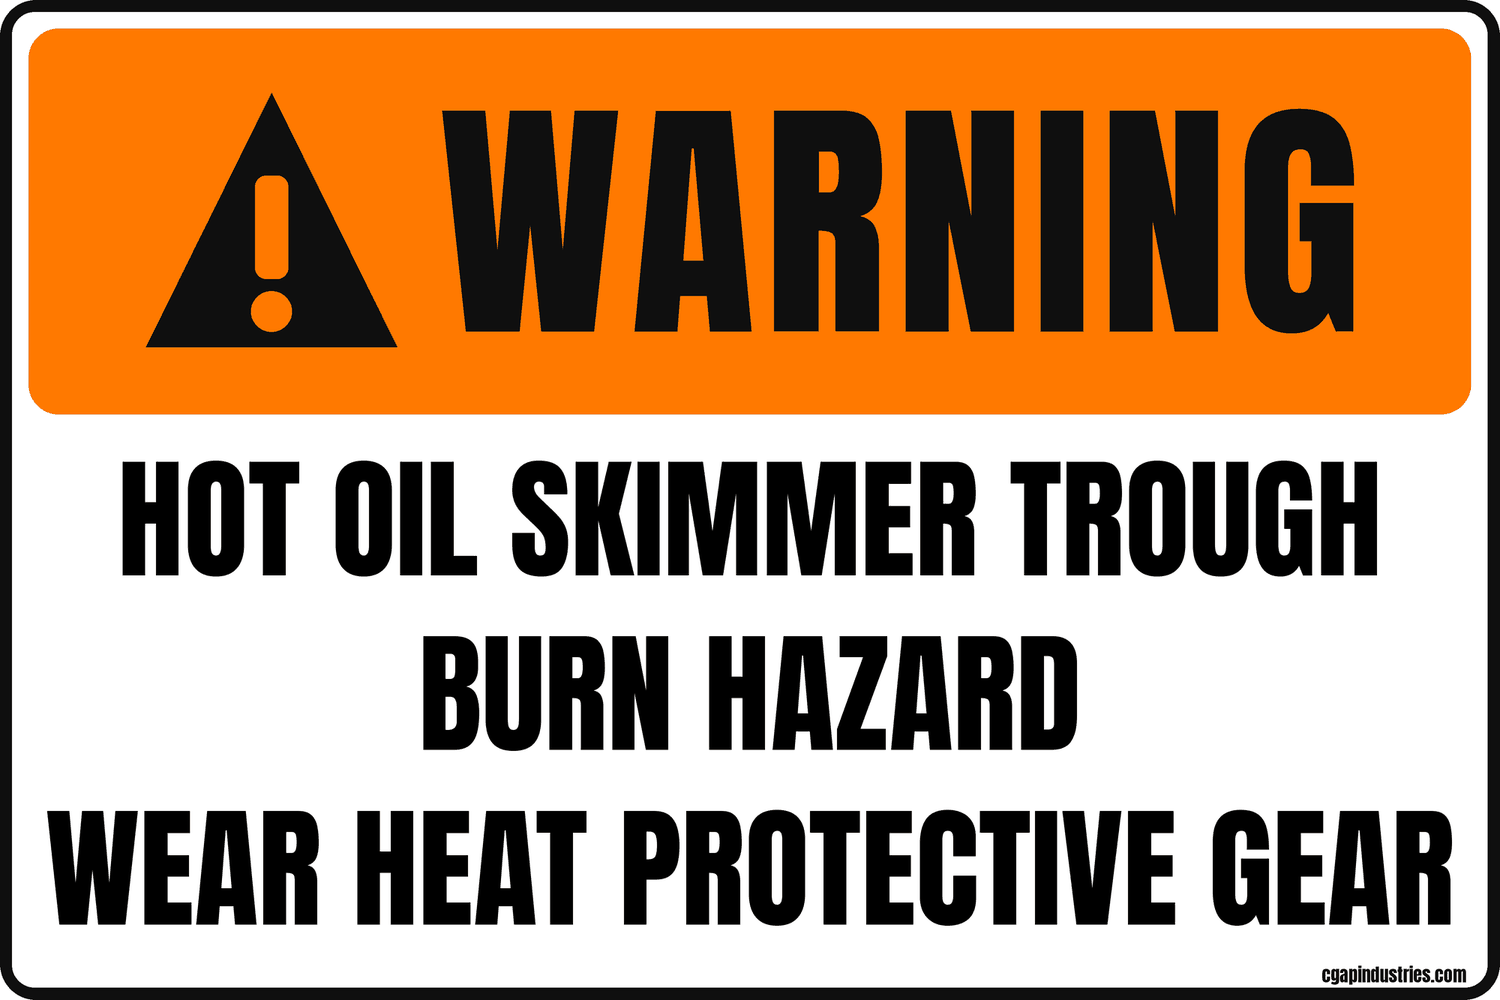 WARNING
HOT OIL SKIMMER TROUGH
BURN HAZARD
WEAR HEAT PROTECTIVE GEAR
cgapindustries.com